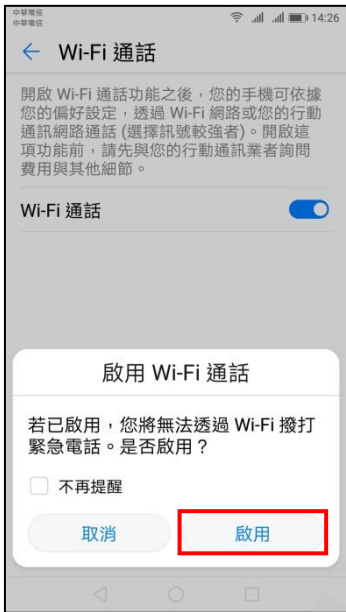 中華電信
中華電信
14:26
Wi-Fi 通話
開啟 Wi-Fi 通話功能之後，您的手機可依據
您的偏好設定，透過 Wi-Fi 網路或您的行動
通訊網路通話 (選擇訊號較強者)。開啟這
項功能前，請先與您的行動通訊業者詢問
費用與其他細節。
Wi-Fi 通話
啟用 Wi-Fi 通話
若已啟用，您將無法透過 Wi-Fi 撥打
緊急電話。是否啟用？
不再提醒
取消
啟用